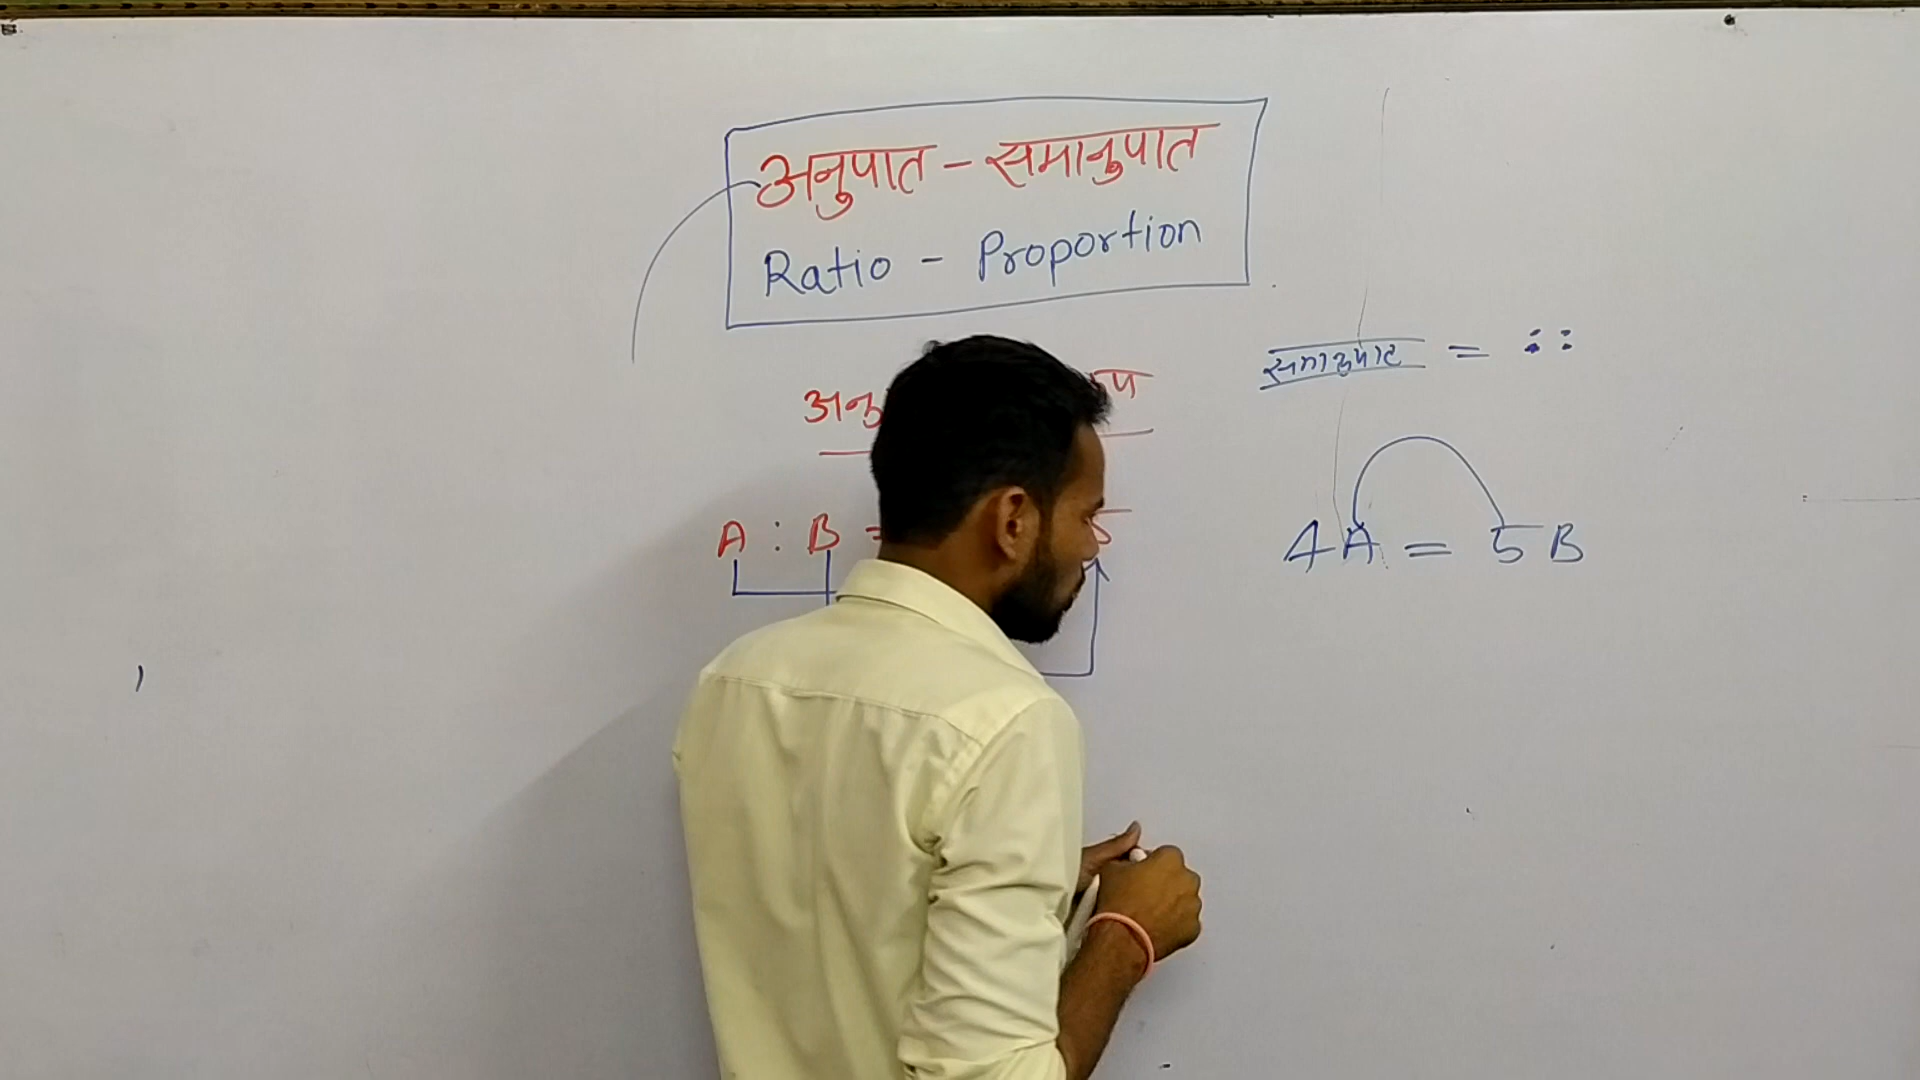 अनुपात - समानुपात
Ratio - Proportion
समानुपात = ::
A : B =
4A = 5B